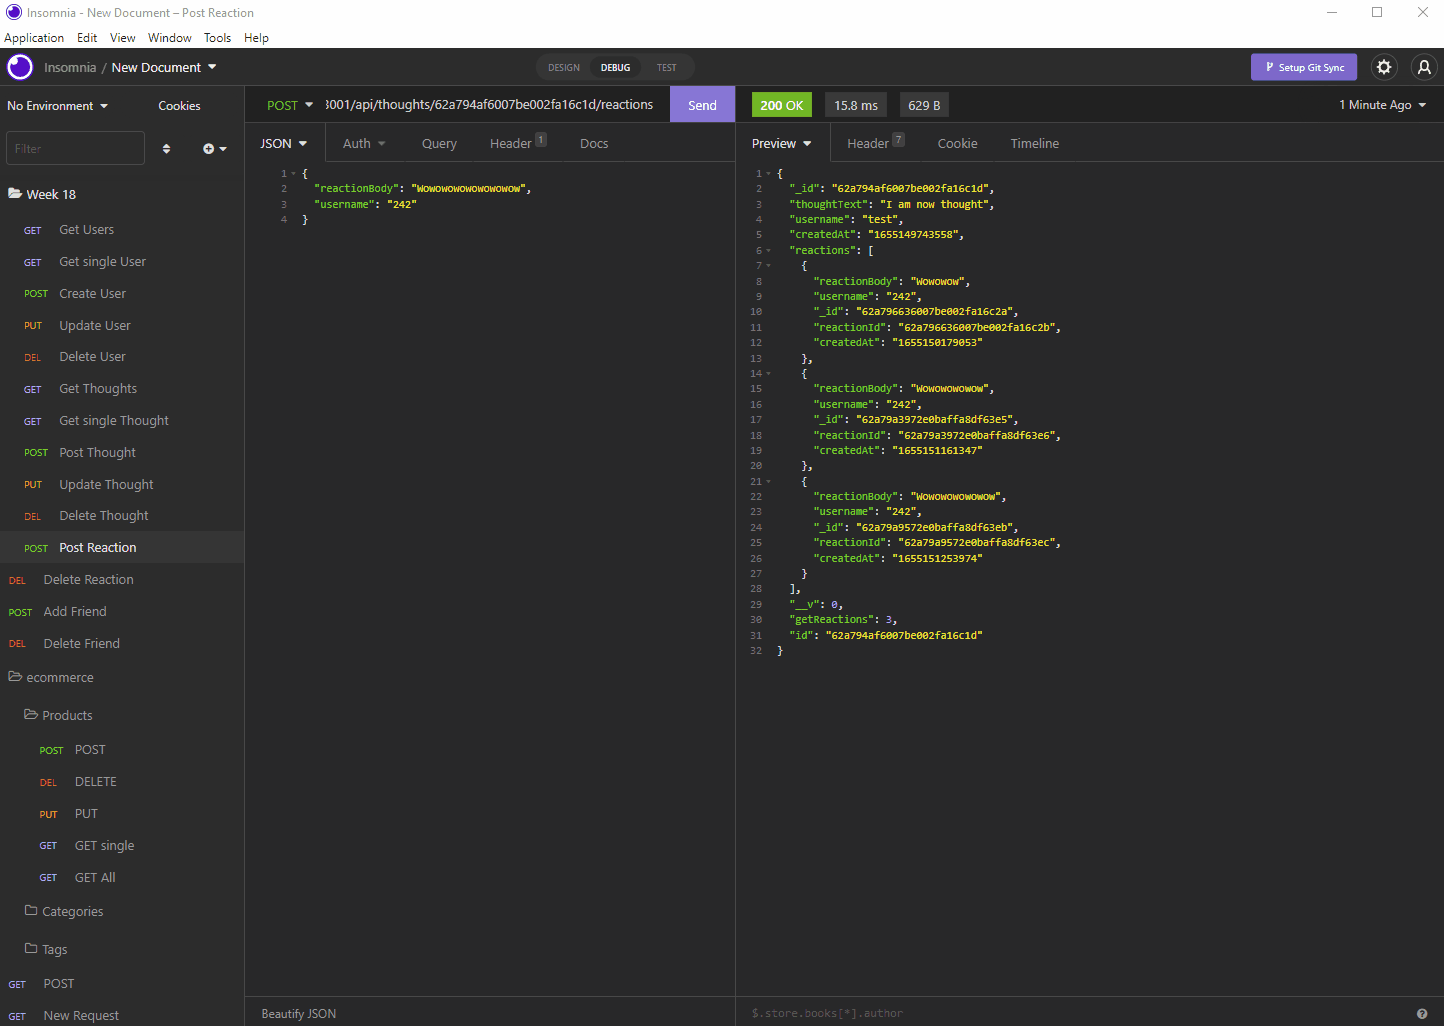 Insomnia - New Document – Post Reaction
Application Edit View Window Tools Help
Insomnia / New Document
DESIGN DEBUG TEST
Setup Git Sync
No Environment Cookies
POST 3001/api/thoughts/62a794af6007be002fa16c1d/reactions Send
200 OK 15.8 ms 629 B 1 Minute Ago
Filter
JSON Auth Query Header 1 Docs
Preview Header 7 Cookie Timeline
Week 18
GET Get Users
GET Get single User
POST Create User
PUT Update User
DEL Delete User
GET Get Thoughts
GET Get single Thought
POST Post Thought
PUT Update Thought
DEL Delete Thought
POST Post Reaction
DEL Delete Reaction
POST Add Friend
DEL Delete Friend
ecommerce
Products
POST POST
DEL DELETE
PUT PUT
GET GET single
GET GET All
Categories
Tags
GET POST
GET New Request
1 {
2 "reactionBody": "Wowowowowowowowow",
3 "username": "242"
4 }
Beautify JSON
1 {
2 "_id": "62a794af6007be002fa16c1d",
3 "thoughtText": "I am now thought",
4 "username": "test",
5 "createdAt": "1655149743558",
6 "reactions": [
7 {
8 "reactionBody": "Wowowow",
9 "username": "242",
10 "_id": "62a796636007be002fa16c2a",
11 "reactionId": "62a796636007be002fa16c2b",
12 "createdAt": "1655150179053"
13 },
14 {
15 "reactionBody": "Wowowowowow",
16 "username": "242",
17 "_id": "62a79a3972e0baffa8df63e5",
18 "reactionId": "62a79a3972e0baffa8df63e6",
19 "createdAt": "1655151161347"
20 },
21 {
22 "reactionBody": "Wowowowowowow",
23 "username": "242",
24 "_id": "62a79a9572e0baffa8df63eb",
25 "reactionId": "62a79a9572e0baffa8df63ec",
26 "createdAt": "1655151253974"
27 }
28 ],
29 "__v": 0,
30 "getReactions": 3,
31 "id": "62a794af6007be002fa16c1d"
32 }
$.store.books[*].author